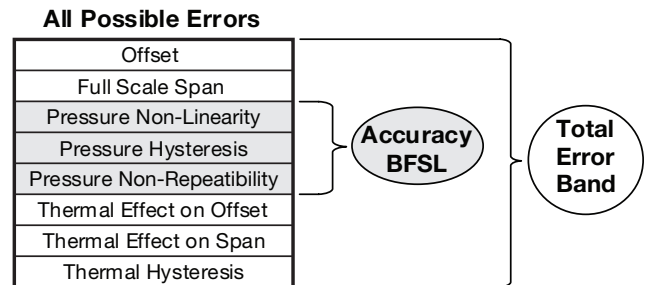 All Possible Errors
Offset
Full Scale Span
Pressure Non-Linearity
Pressure Hysteresis
Pressure Non-Repeatibility
Thermal Effect on Offset
Thermal Effect on Span
Thermal Hysteresis
Accuracy
BFSL
Total
Error
Band